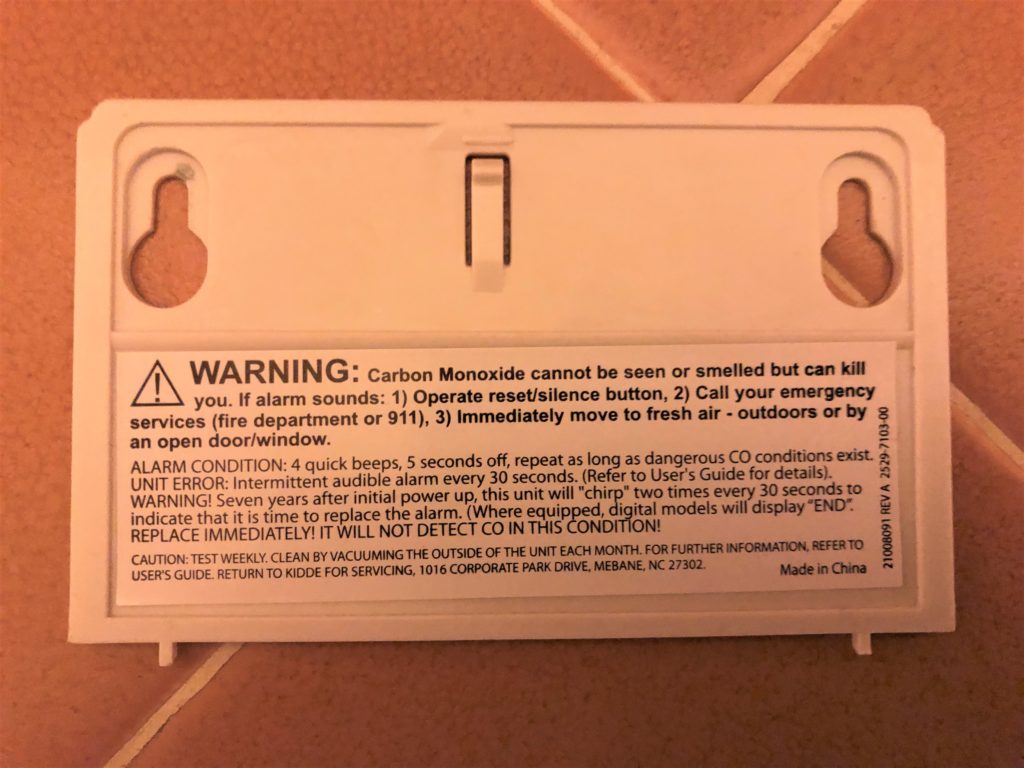 WARNING: Carbon Monoxide cannot be seen or smelled but can kill
you. If alarm sounds: 1) Operate reset/silence button, 2) Call your emergency
services (fire department or 911), 3) Immediately move to fresh air - outdoors or by
an open door/window.
ALARM CONDITION: 4 quick beeps, 5 seconds off, repeat as long as dangerous CO conditions exist.
UNIT ERROR: Intermittent audible alarm every 30 seconds. (Refer to User's Guide for details).
WARNING! Seven years after initial power up, this unit will "chirp" two times every 30 seconds to
indicate that it is time to replace the alarm. (Where equipped, digital models will display “END”.
REPLACE IMMEDIATELY! IT WILL NOT DETECT CO IN THIS CONDITION!
CAUTION: TEST WEEKLY. CLEAN BY VACUUMING THE OUTSIDE OF THE UNIT EACH MONTH. FOR FURTHER INFORMATION, REFER TO
USER'S GUIDE. RETURN TO KIDDE FOR SERVICING, 1016 CORPORATE PARK DRIVE, MEBANE, NC 27302.
Made in China
21008091 REV A 2529-7103-00